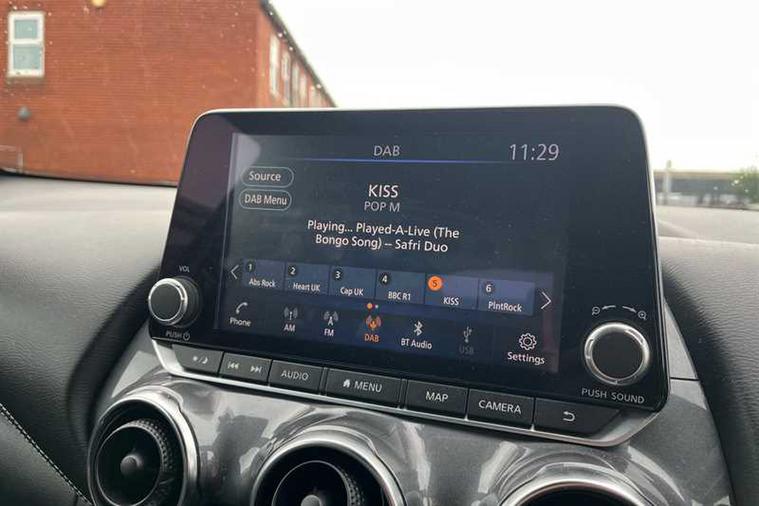 DAB
11:29
Source
KISS
DAB Menu
POP M
Playing... Played-A-Live (The
Bongo Song) -- Safri Duo
1
Abs Rock
2
Heart UK
3
Cap UK
4
BBC R1
5
KISS
6
PlntRock
Phone
AM
FM
DAB
BT Audio
USB
Settings
VOL
PUSH
PUSH SOUND
AUDIO
MENU
MAP
CAMERA